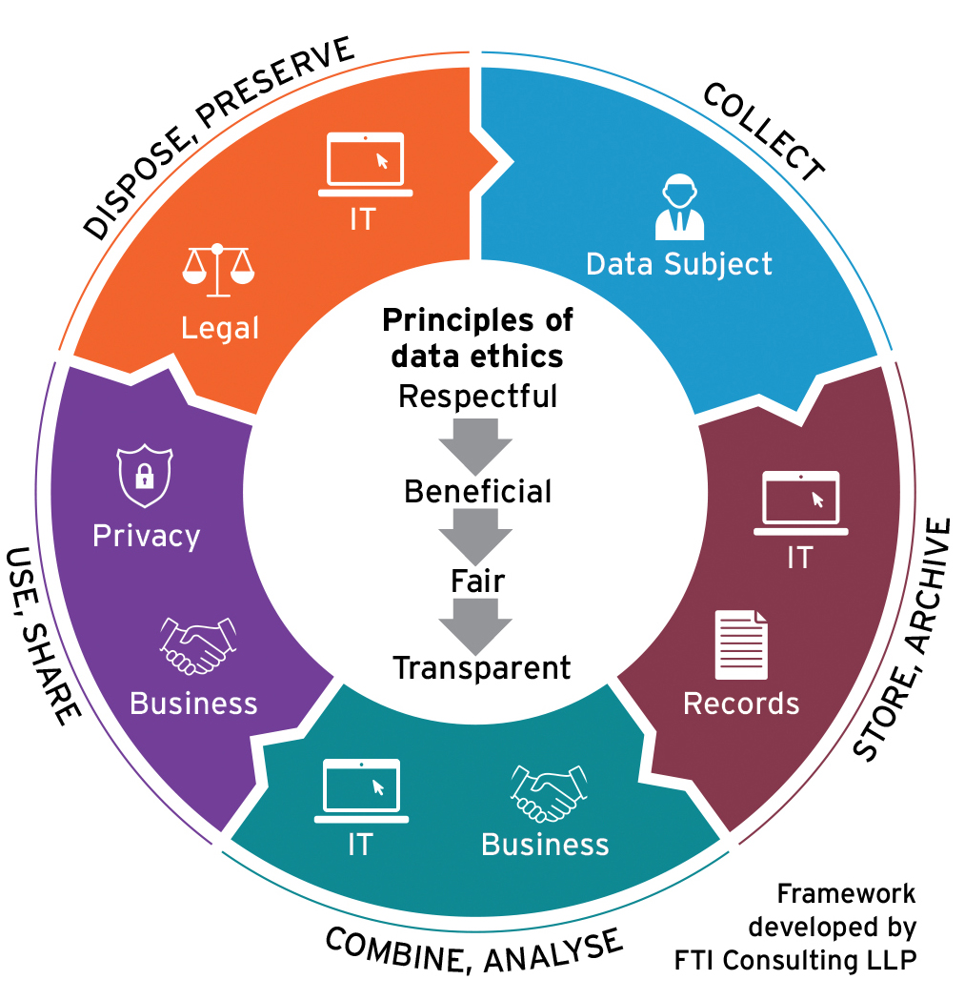 DISPOSE, PRESERVE
COLLECT
IT
Data Subject
Legal
Principles of
data ethics
Respectful
Beneficial
Fair
Transparent
Privacy
Business
USE, SHARE
IT
Records
STORE, ARCHIVE
IT
Business
COMBINE, ANALYSE
Framework
developed by
FTI Consulting LLP